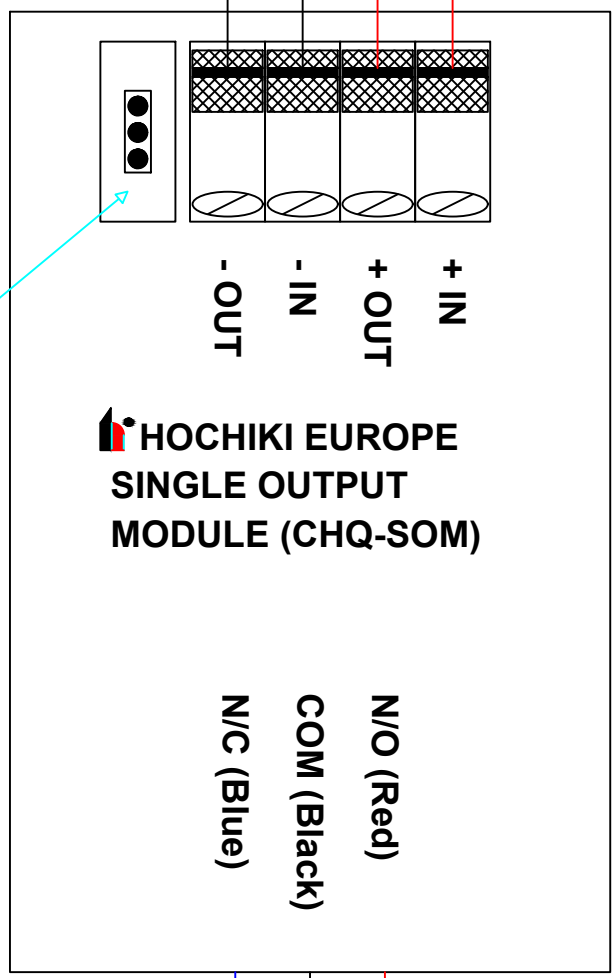 - OUT
- IN
+ OUT
+ IN
HOCHIKI EUROPE
SINGLE OUTPUT
MODULE (CHQ-SOM)
N/C (Blue)
COM (Black)
N/O (Red)